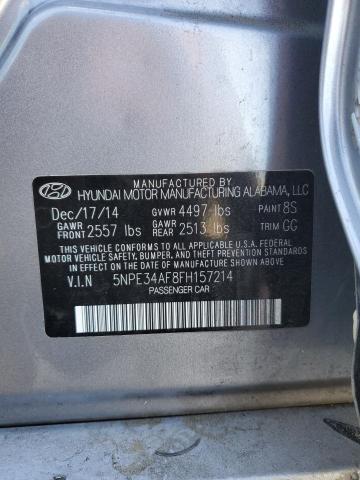 MANUFACTURED BY
HYUNDAI MOTOR MANUFACTURING ALABAMA, LLC
Dec/17/14 GVWR 4497 lbs PAINT 8S
GAWR FRONT 2557 lbs GAWR REAR 2513 lbs TRIM GG
THIS VEHICLE CONFORMS TO ALL APPLICABLE U.S. FEDERAL
MOTOR VEHICLE SAFETY, BUMPER, AND THEFT PREVENTION
STANDARDS IN EFFECT ON THE DATE OF MANUFACTURE SHOWN ABOVE.
V.I.N 5NPE34AF8FH157214
PASSENGER CAR